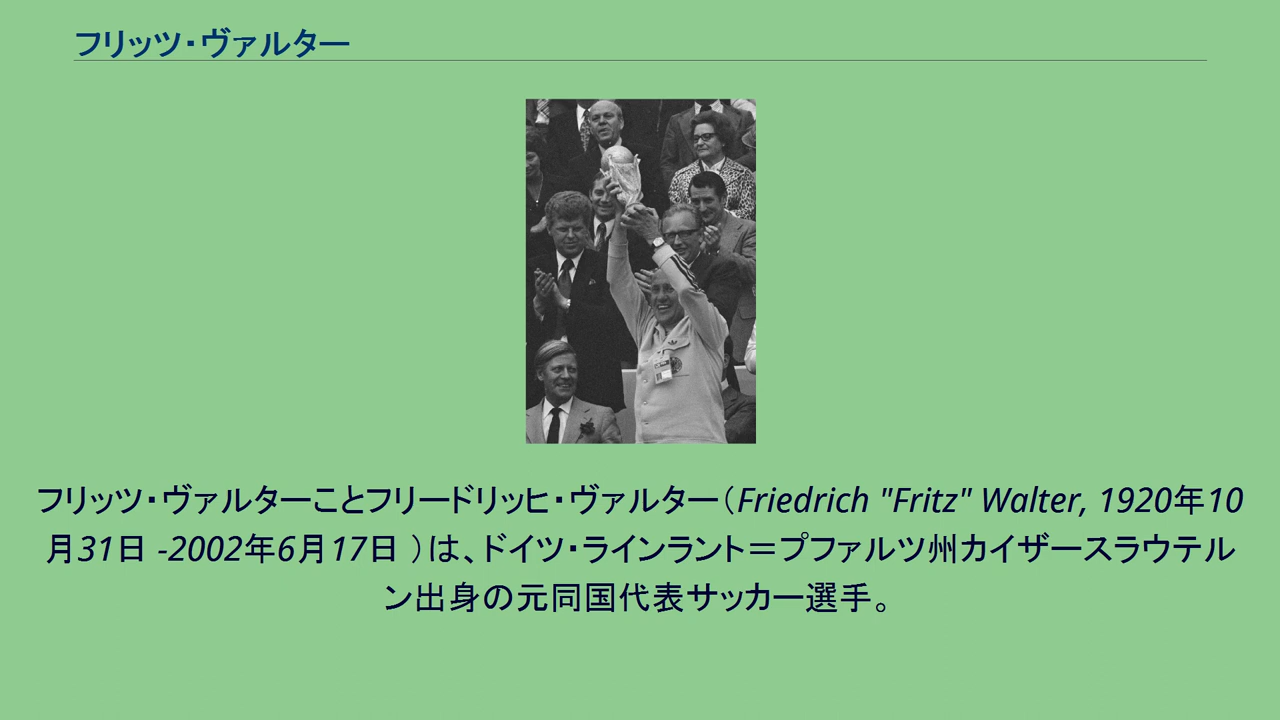 フリッツ・ヴァルター
フリッツ・ヴァルターことフリードリッヒ・ヴァルター（Friedrich "Fritz" Walter, 1920年10
月31日 -2002年6月17日 ）は、ドイツ・ラインラント＝プファルツ州カイザースラウテル
ン出身の元同国代表サッカー選手。